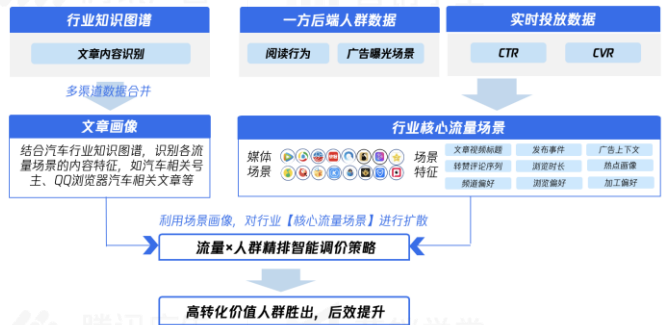 行业知识图谱
一方后端人群数据
实时投放数据
文章内容识别
阅读行为
广告曝光场景
CTR
CVR
多渠道数据合并
文章画像
结合汽车行业知识图谱，识别各流
量场景的内容特征，如汽车相关号
主、QQ浏览器汽车相关文章等
行业核心流量场景
媒体
场景
场景
特征
文章视频标题
发布事件
广告上下文
转赞评论序列
浏览时长
热点画像
频道偏好
浏览偏好
加工偏好
利用场景画像，对行业【核心流量场景】进行扩散
流量×人群精排智能调价策略
高转化价值人群胜出，后效提升